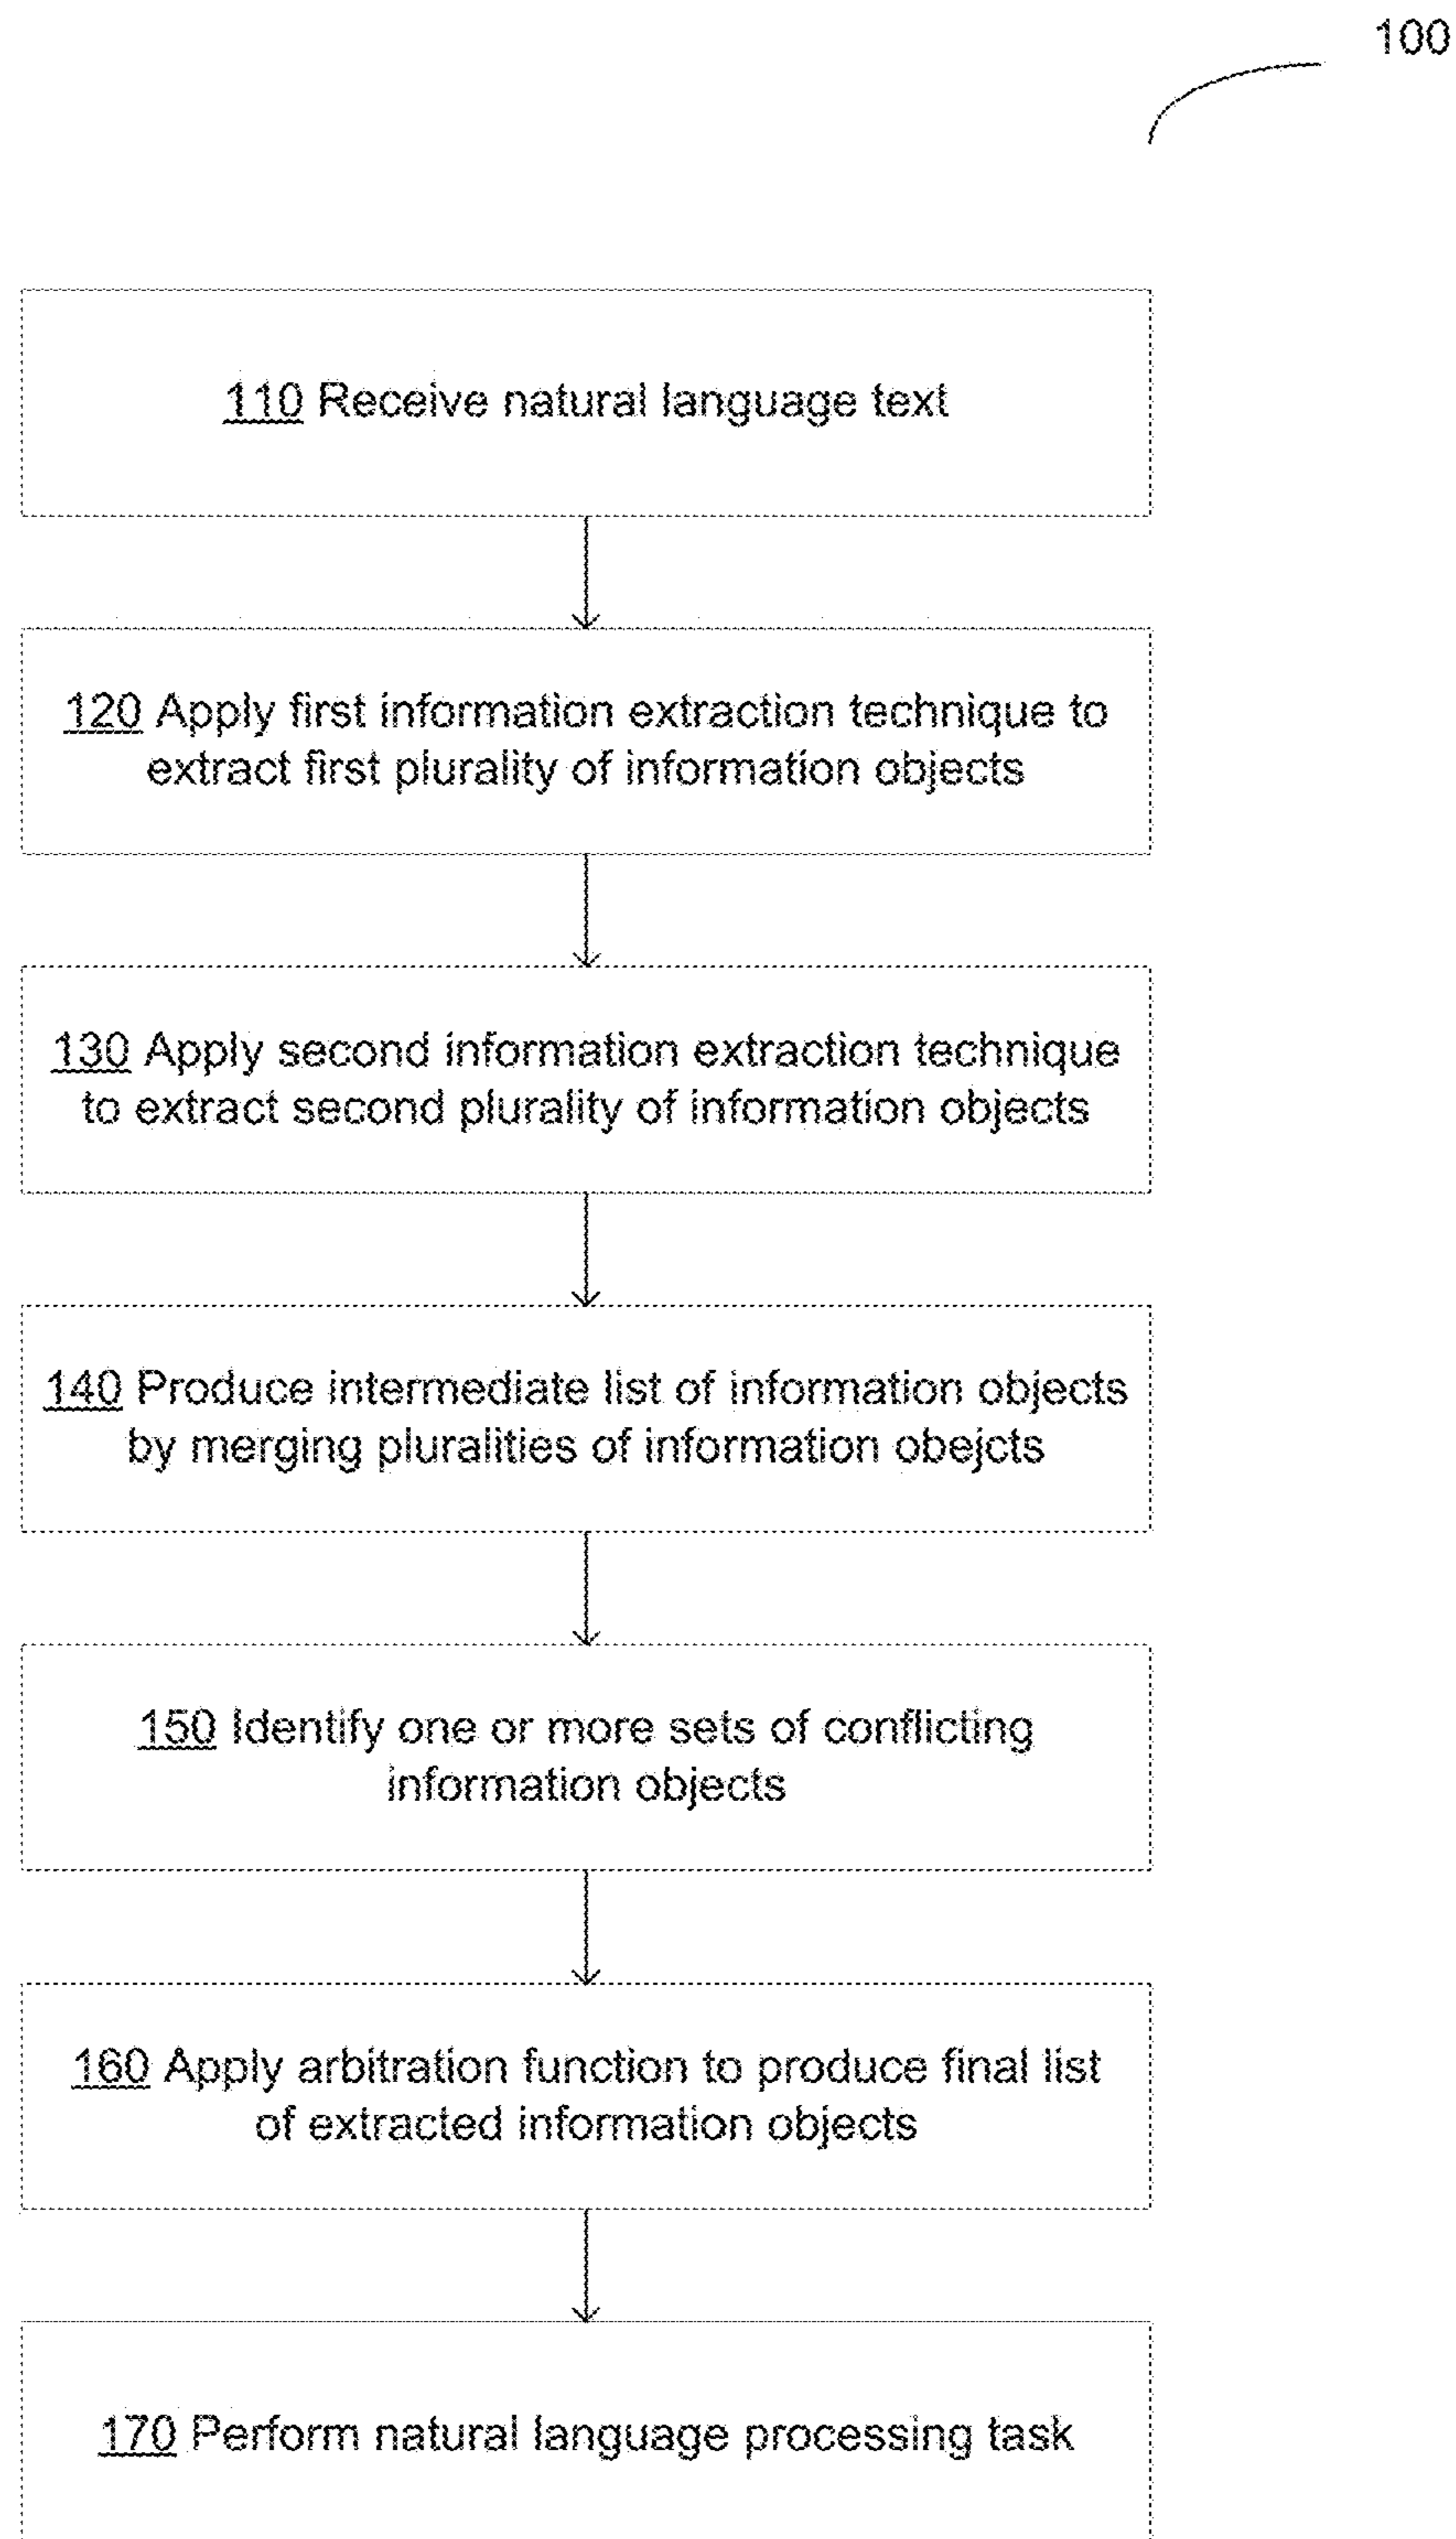 100
110 Receive natural language text
120 Apply first information extraction technique to
extract first plurality of information objects
130 Apply second information extraction technique
to extract second plurality of information objects
140 Produce intermediate list of information objects
by merging pluralities of information obejcts
150 Identify one or more sets of conflicting
information objects
160 Apply arbitration function to produce final list
of extracted information objects
170 Perform natural language processing task